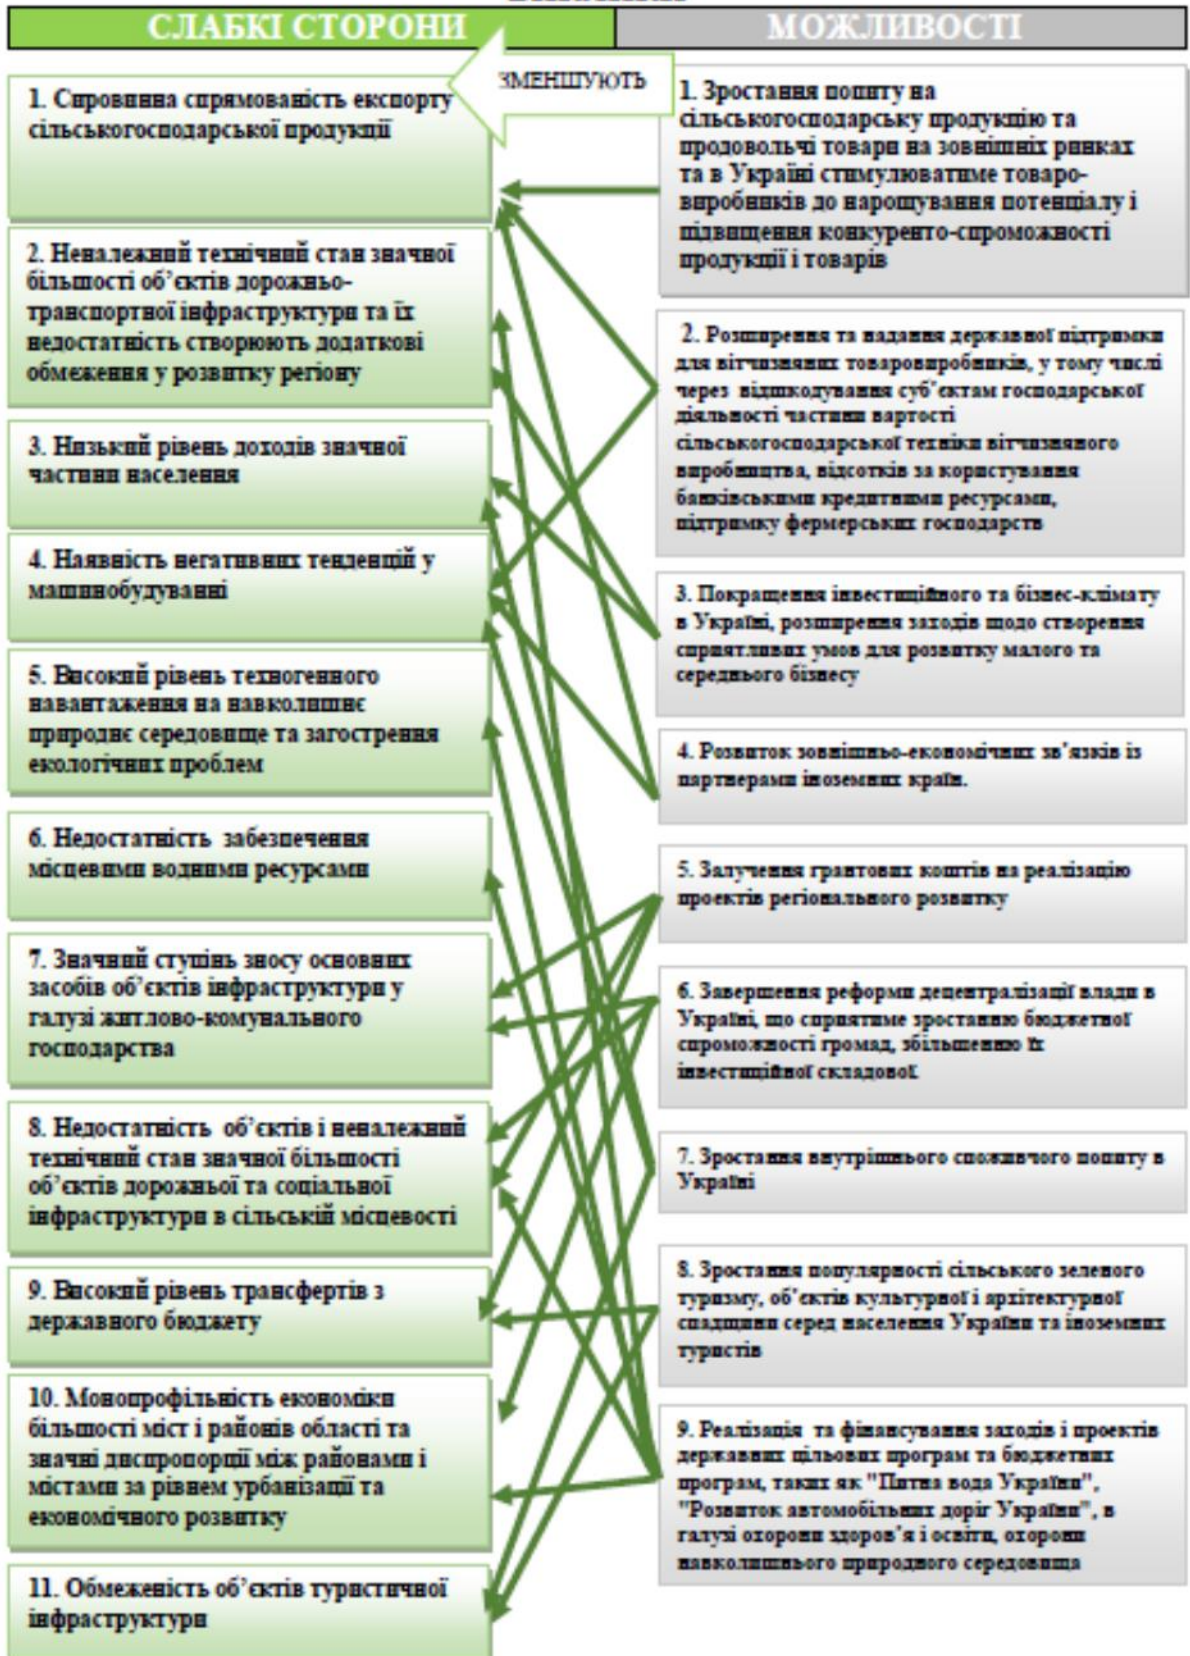 СЛАБКІ СТОРОНИ
МОЖЛИВОСТІ
ЗМЕНШУЮТЬ
1. Сировинна спрямованість експорту
сільськогосподарської продукції
2. Неналежний технічний стан значної
більшості об’єктів дорожньо-
транспортної інфраструктури та їх
недостатність створюють додаткові
обмеження у розвитку регіону
3. Низький рівень доходів значної
частини населення
4. Наявність негативних тенденцій у
машинобудуванні
5. Високий рівень техногенного
навантаження на навколишнє
природнє середовище та загострення
екологічних проблем
6. Недостатність забезпечення
місцевими водними ресурсами
7. Значний ступінь зносу основних
засобів об’єктів інфраструктури у
галузі житлово-комунального
господарства
8. Недостатність об’єктів і неналежний
технічний стан значної більшості
об’єктів дорожньої та соціальної
інфраструктури в сільській місцевості
9. Високий рівень трансфертів з
державного бюджету
10. Монопрофільність економіки
більшості міст і районів області та
значні диспропорції між районами і
містами за рівнем урбанізації та
економічного розвитку
11. Обмеженість об’єктів туристичної
інфраструктури
1. Зростання попиту на
сільськогосподарську продукцію та
продовольчі товари на зовнішніх ринках
та в Україні стимулюватиме товаро-
виробників до нарощування потенціалу і
підвищення конкуренто-спроможності
продукції і товарів
2. Розширення та надання державної підтримки
для вітчизняних товаровиробників, у тому числі
через відшкодування суб’єктам господарської
діяльності частини вартості
сільськогосподарської техніки вітчизняного
виробництва, відсотків за користування
банківськими кредитними ресурсами,
підтримку фермерських господарств
3. Покращення інвестиційного та бізнес-клімату
в Україні, розширення заходів щодо створення
сприятливих умов для розвитку малого та
середнього бізнесу
4. Розвиток зовнішньо-економічних зв’язків із
партнерами іноземних країн.
5. Залучення грантових коштів на реалізацію
проектів регіонального розвитку
6. Завершення реформи децентралізації влади в
Україні, що сприятиме зростанню бюджетної
спроможності громад, збільшенню їх
інвестиційної складової.
7. Зростання внутрішнього споживчого попиту в
Україні
8. Зростання популярності сільського зеленого
туризму, об’єктів культурної і архітектурної
спадщини серед населення України та іноземних
туристів
9. Реалізація та фінансування заходів і проектів
державних цільових програм та бюджетних
програм, таких як "Питна вода України",
"Розвиток автомобільних доріг України", в
галузі охорони здоров’я і освіти, охорони
навколишнього природного середовища